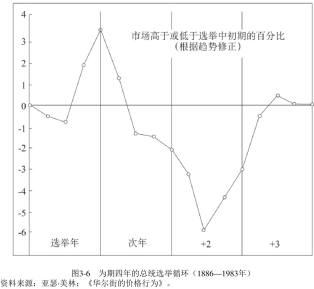 4
市场高于或低于选举中初期的百分比
(根据趋势修正)
3
2
1
0
-1
-2
-3
-4
-5
-6
选举年 次年 +2 +3
图3-6 为期四年的总统选举循环（1886—1983年）
资料来源：亚瑟·美林：《华尔街的价格行为》。